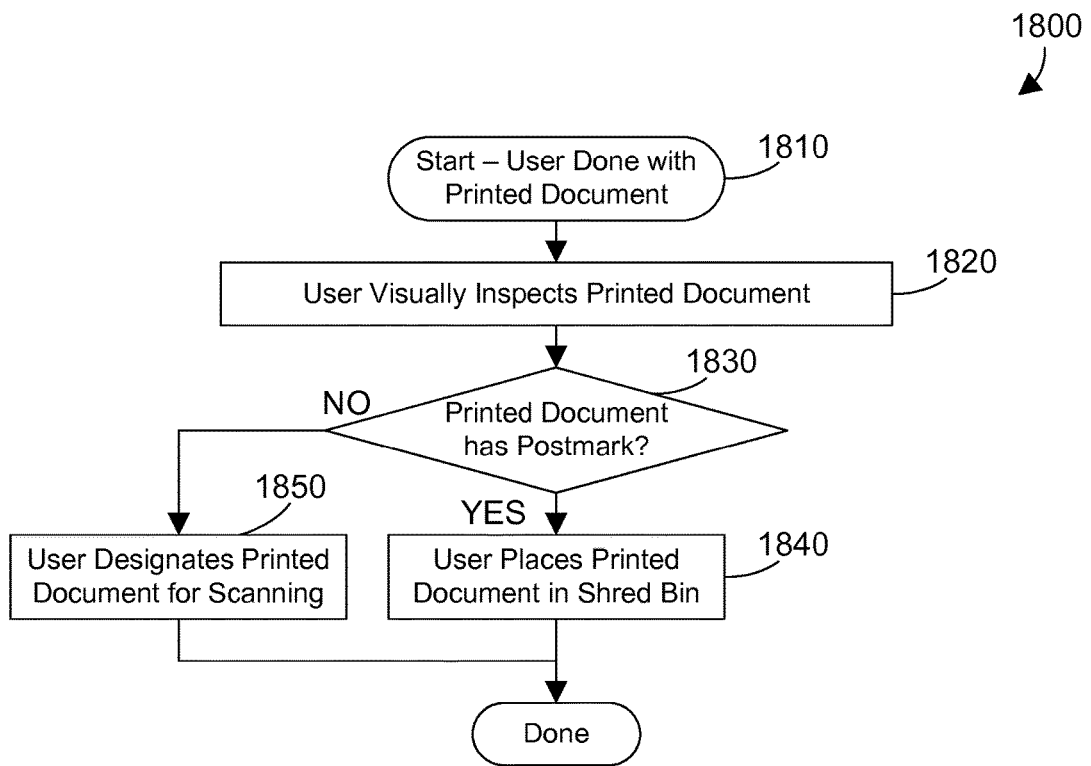 1800
Start – User Done with
Printed Document
1810
User Visually Inspects Printed Document
1820
Printed Document
has Postmark?
1830
NO
YES
User Designates Printed
Document for Scanning
1850
User Places Printed
Document in Shred Bin
1840
Done